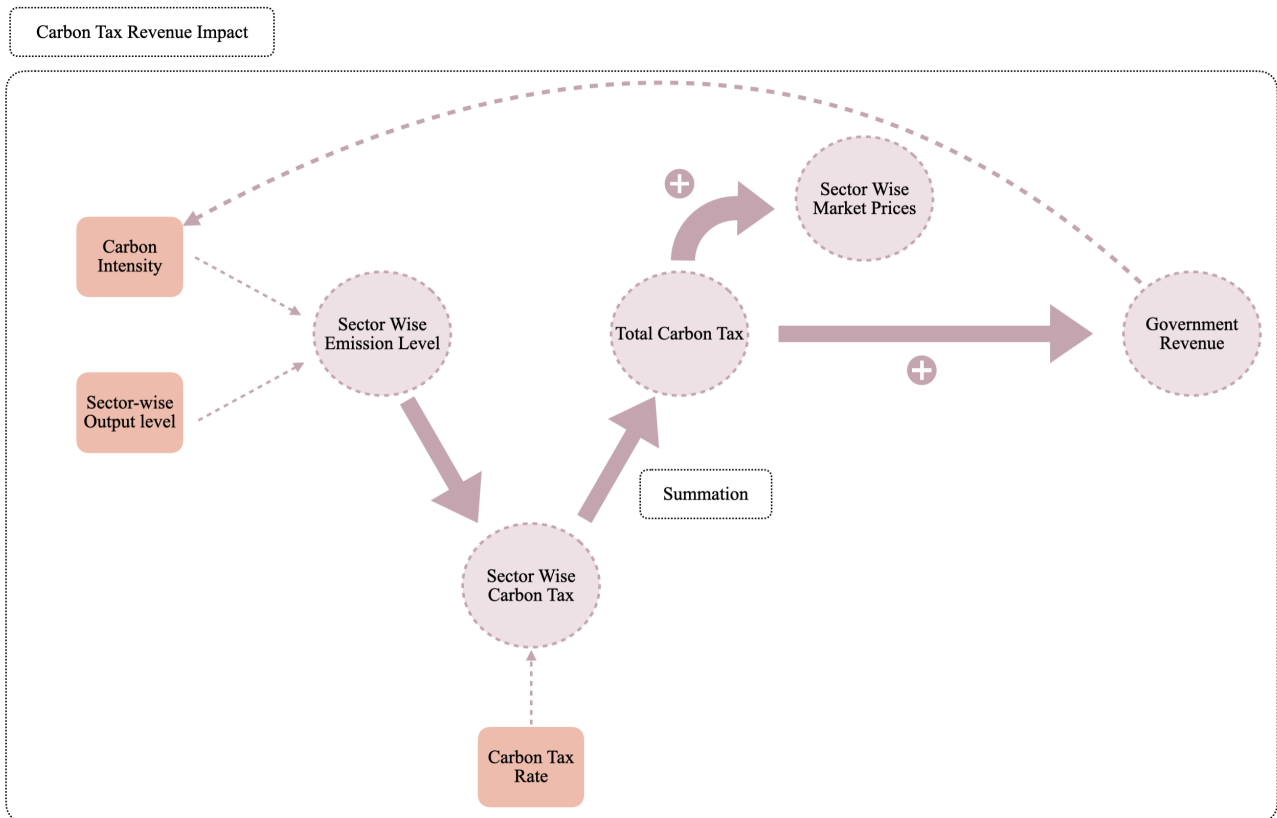 Carbon Tax Revenue Impact
Sector Wise
Market Prices
Carbon
Intensity
Sector Wise
Emission Level
Total Carbon Tax
Government
Revenue
Sector-wise
Output level
Summation
Sector Wise
Carbon Tax
Carbon Tax
Rate